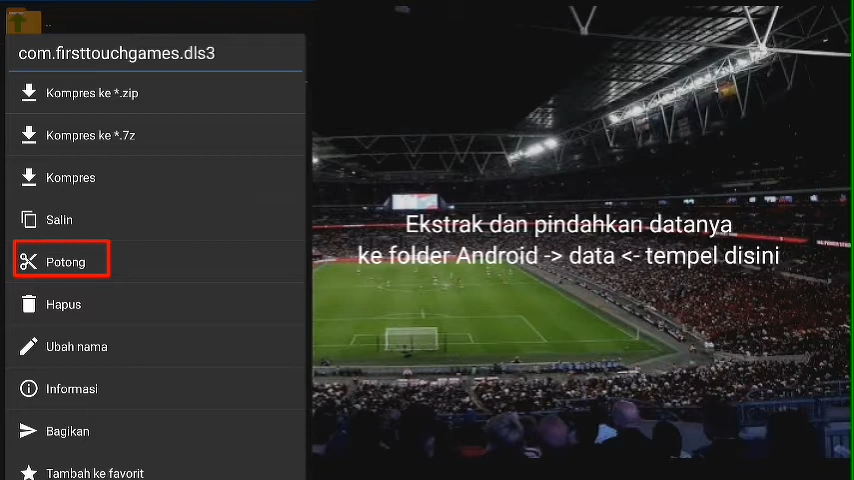 ..
com.firsttouchgames.dls3
Kompres ke *.zip
Kompres ke *.7z
Kompres
Salin
Potong
Hapus
Ubah nama
Informasi
Bagikan
Tambah ke favorit
Ekstrak dan pindahkan datanya
ke folder Android -> data <- tempel disini